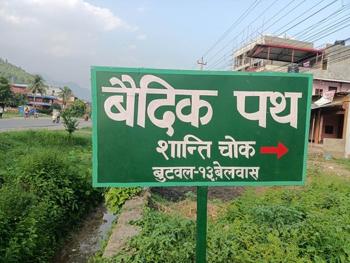 बैदिक पथ
शान्ति चोक
बुटवल-१३बेलवास